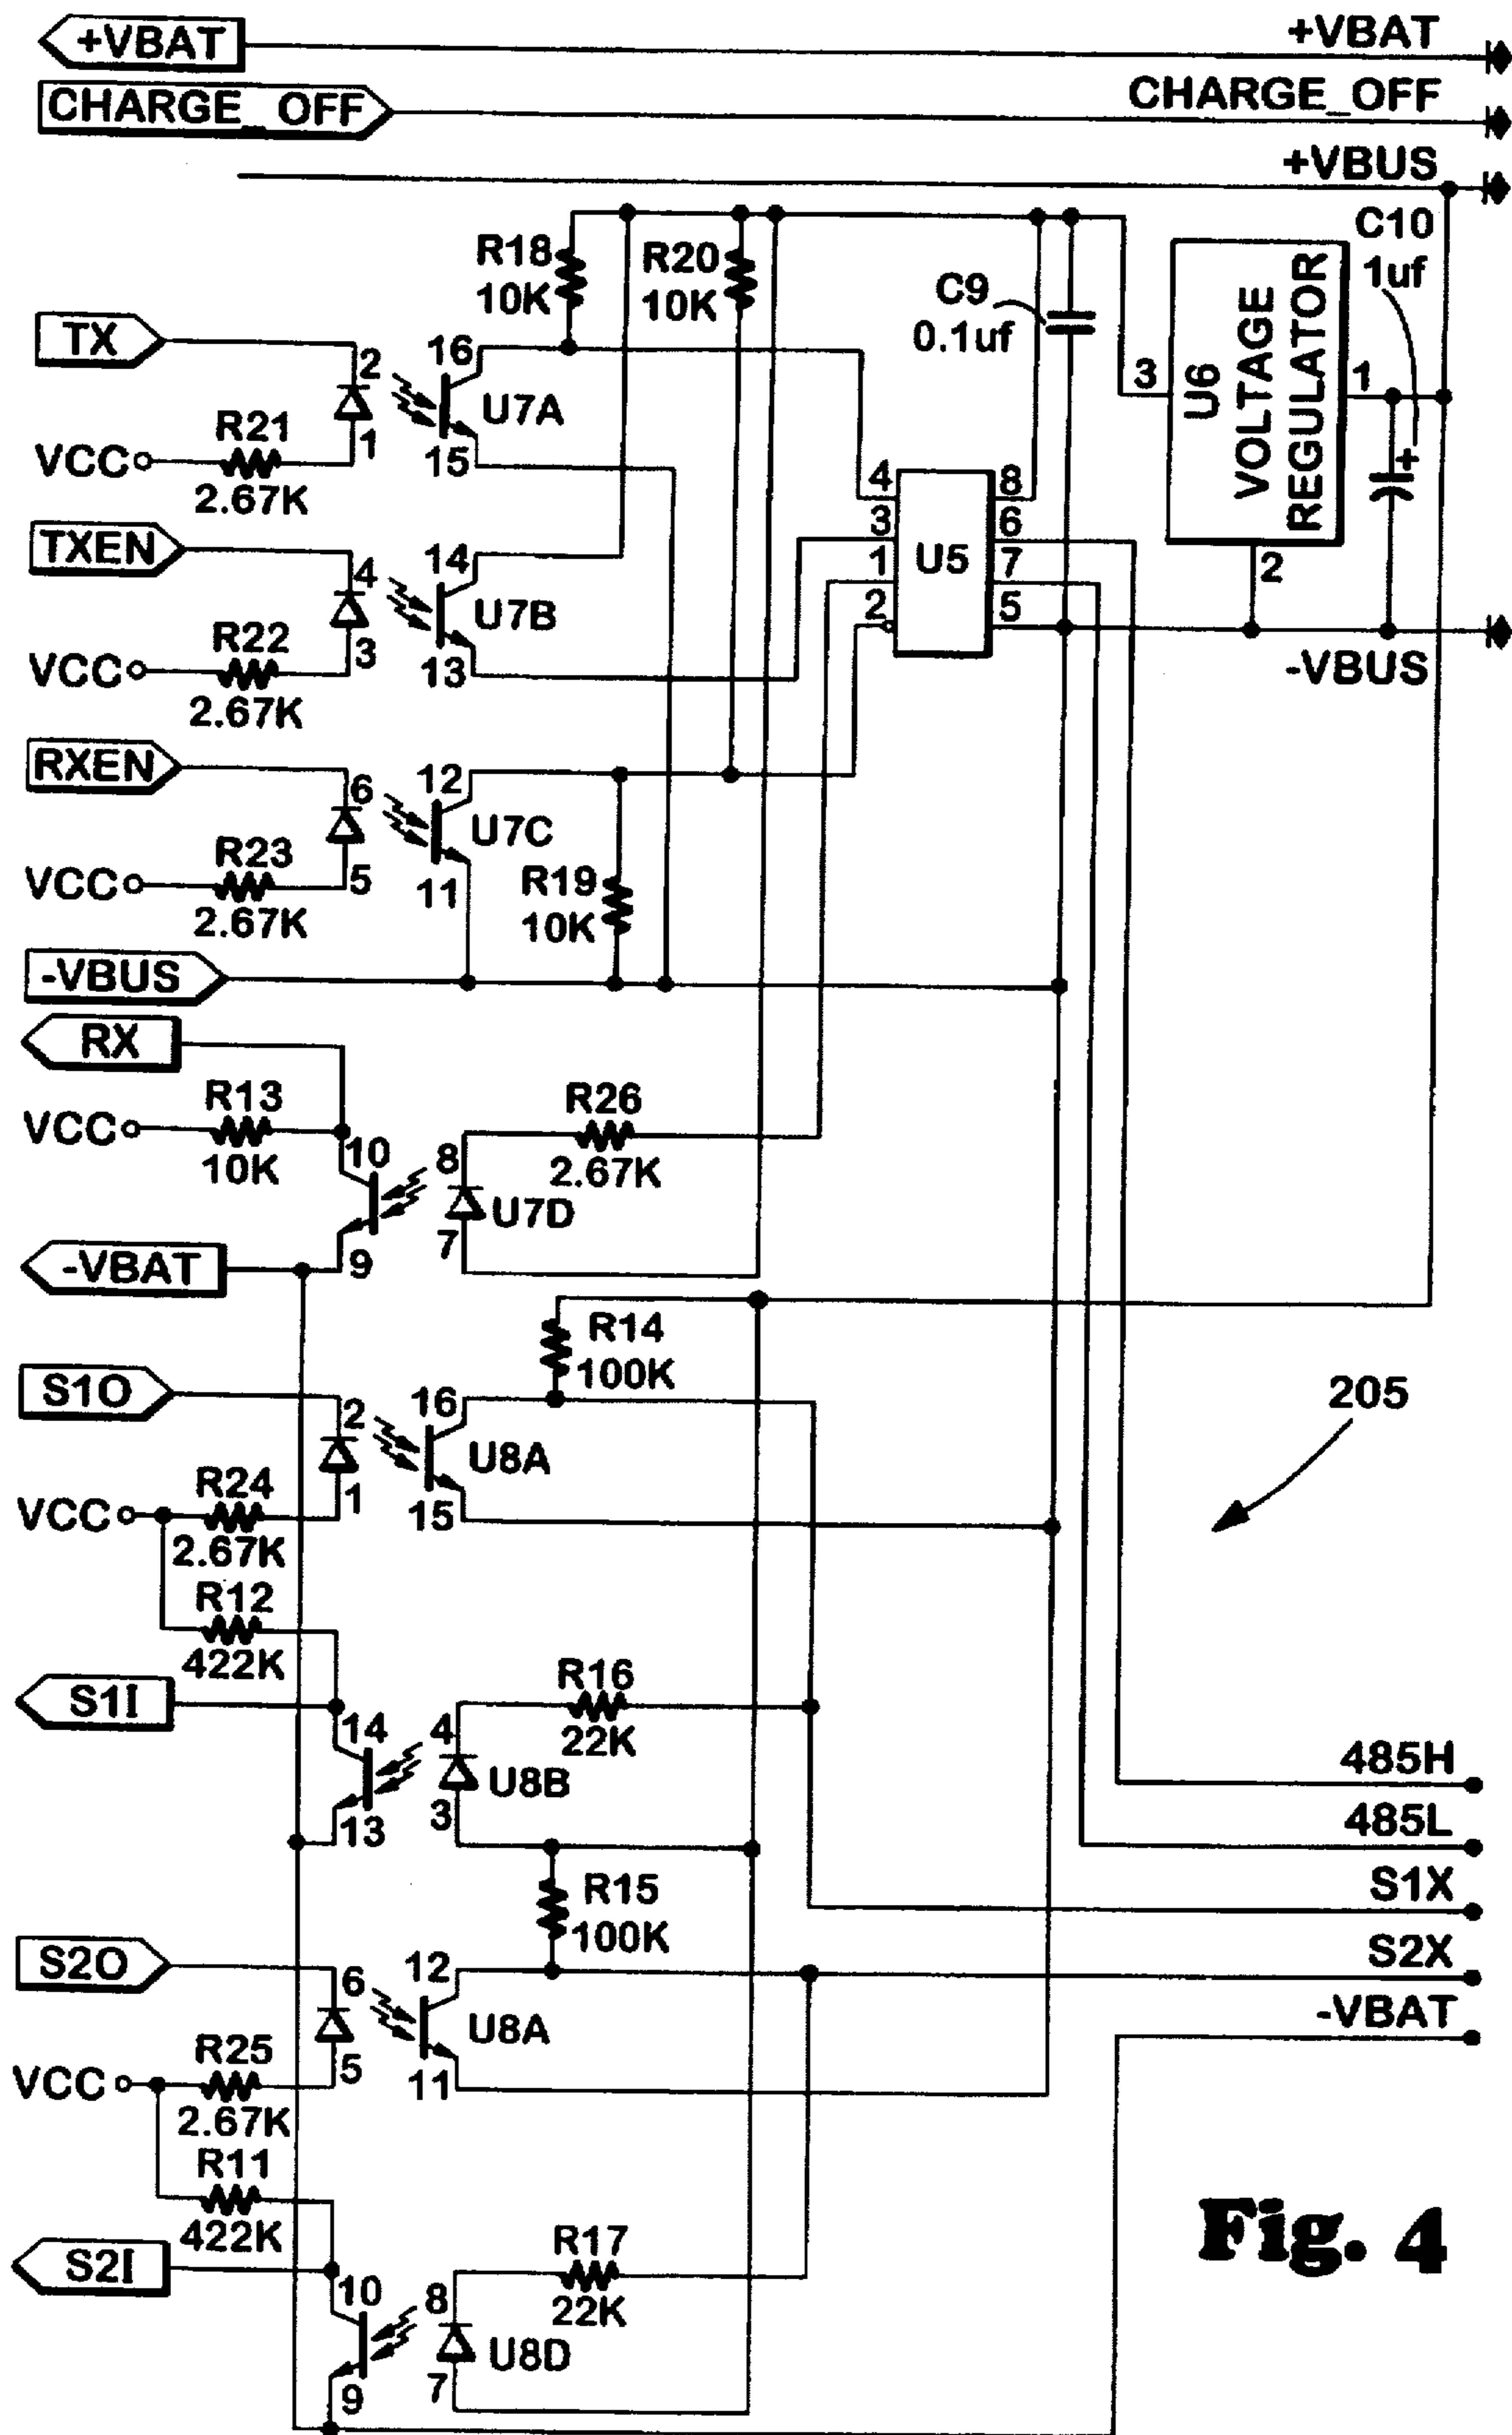 +VBAT +VBAT
CHARGE_OFF CHARGE_OFF
+VBUS
R18 10K
R20 10K
C9 0.1uf
C10 1uf
U6 VOLTAGE REGULATOR
3 1 2
TX
2 1
16 15
U7A
VCC R21 2.67K
TXEN
4 3
14 13
U7B
VCC R22 2.67K
4 3 1 2
U5
8 6 7 5
-VBUS
RXEN
6 5
12 11
U7C
VCC R23 2.67K
R19 10K
-VBUS
RX
VCC R13 10K
10 9
8 7
U7D
R26 2.67K
-VBAT
R14 100K
S1O
2 1
16 15
U8A
205
VCC R24 2.67K
R12 422K
S1I
14 13
4 3
U8B
R16 22K
485H
485L
S1X
R15 100K
S2O
6 5
12 11
U8A
S2X
-VBAT
VCC R25 2.67K
R11 422K
S2I
10 9
8 7
U8D
R17 22K
Fig. 4